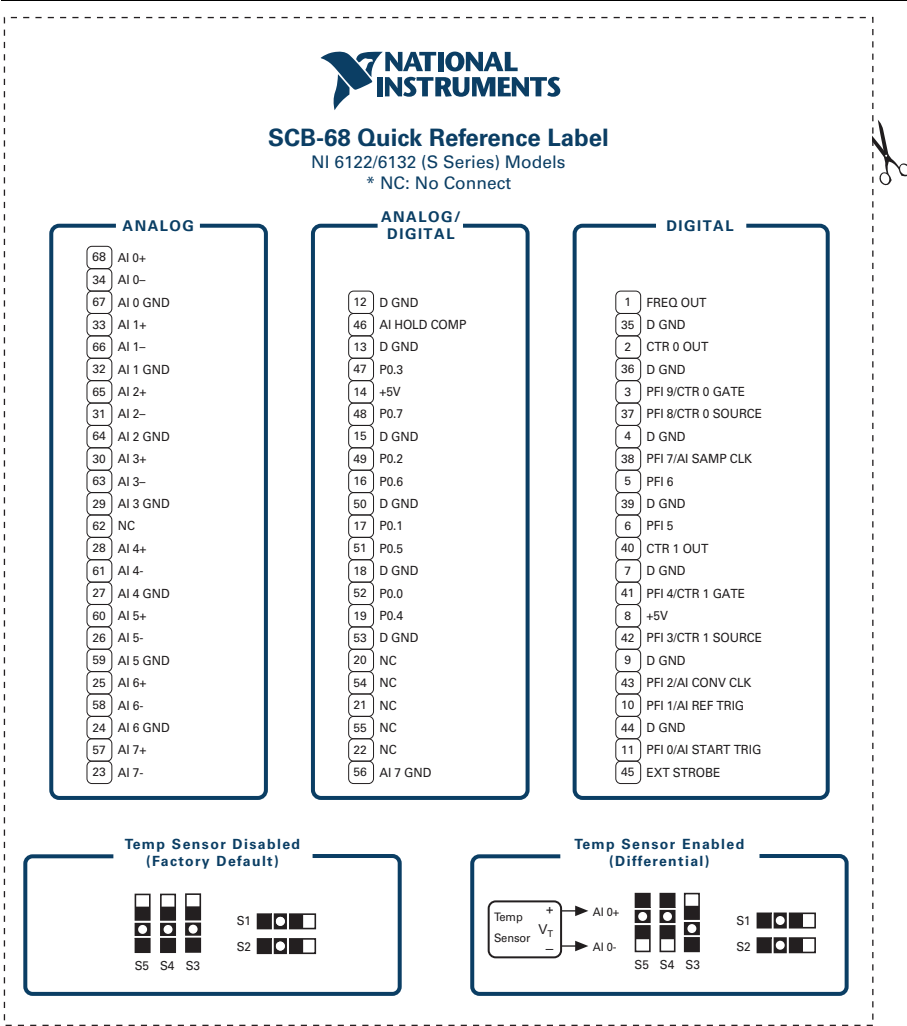 NATIONAL
INSTRUMENTS
SCB-68 Quick Reference Label
NI 6122/6132 (S Series) Models
* NC: No Connect
ANALOG
68 AI 0+
34 AI 0–
67 AI 0 GND
33 AI 1+
66 AI 1–
32 AI 1 GND
65 AI 2+
31 AI 2–
64 AI 2 GND
30 AI 3+
63 AI 3–
29 AI 3 GND
62 NC
28 AI 4+
61 AI 4-
27 AI 4 GND
60 AI 5+
26 AI 5-
59 AI 5 GND
25 AI 6+
58 AI 6-
24 AI 6 GND
57 AI 7+
23 AI 7-
ANALOG/
DIGITAL
12 D GND
46 AI HOLD COMP
13 D GND
47 P0.3
14 +5V
48 P0.7
15 D GND
49 P0.2
16 P0.6
50 D GND
17 P0.1
51 P0.5
18 D GND
52 P0.0
19 P0.4
53 D GND
20 NC
54 NC
21 NC
55 NC
22 NC
56 AI 7 GND
DIGITAL
1 FREQ OUT
35 D GND
2 CTR 0 OUT
36 D GND
3 PFI 9/CTR 0 GATE
37 PFI 8/CTR 0 SOURCE
4 D GND
38 PFI 7/AI SAMP CLK
5 PFI 6
39 D GND
6 PFI 5
40 CTR 1 OUT
7 D GND
41 PFI 4/CTR 1 GATE
8 +5V
42 PFI 3/CTR 1 SOURCE
9 D GND
43 PFI 2/AI CONV CLK
10 PFI 1/AI REF TRIG
44 D GND
11 PFI 0/AI START TRIG
45 EXT STROBE
Temp Sensor Disabled
(Factory Default)
S1
S2
S5 S4 S3
Temp Sensor Enabled
(Differential)
Temp
Sensor
+
VT
–
AI 0+
AI 0-
S5 S4 S3
S1
S2